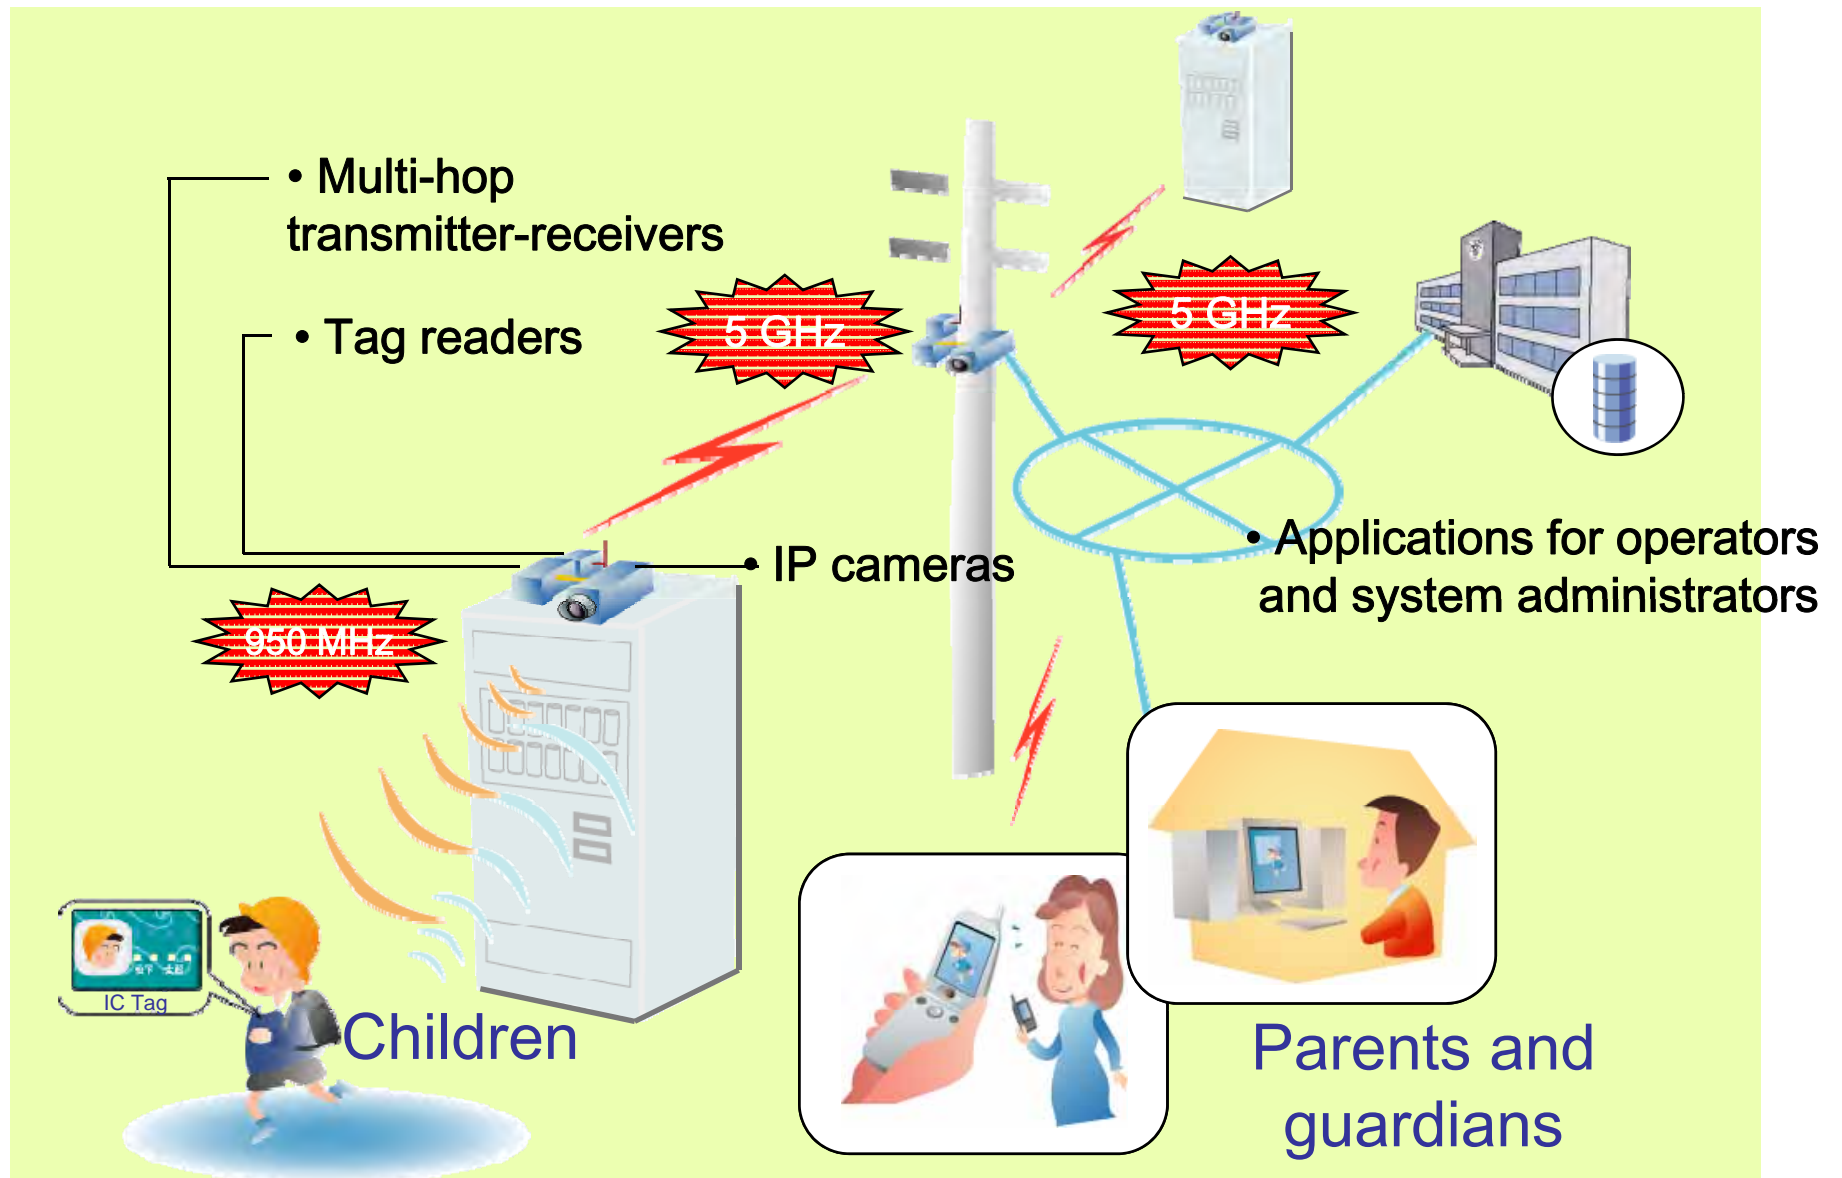 • Multi-hop
transmitter-receivers
• Tag readers
5 GHz
5 GHz
• IP cameras
• Applications for operators
and system administrators
950 MHz
IC Tag
Children
Parents and
guardians